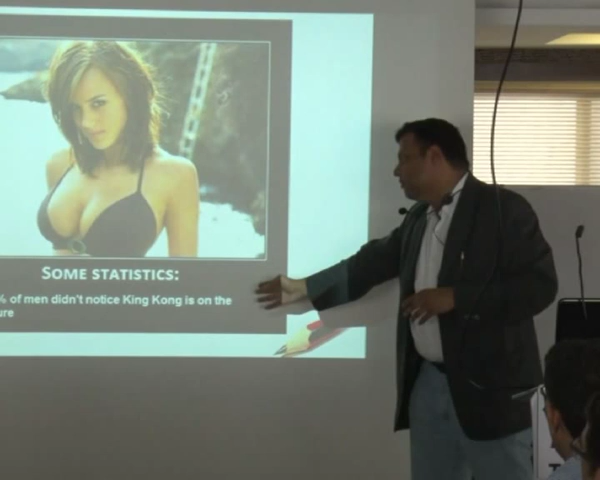 SOME STATISTICS:
% of men didn't notice King Kong is on the
ure